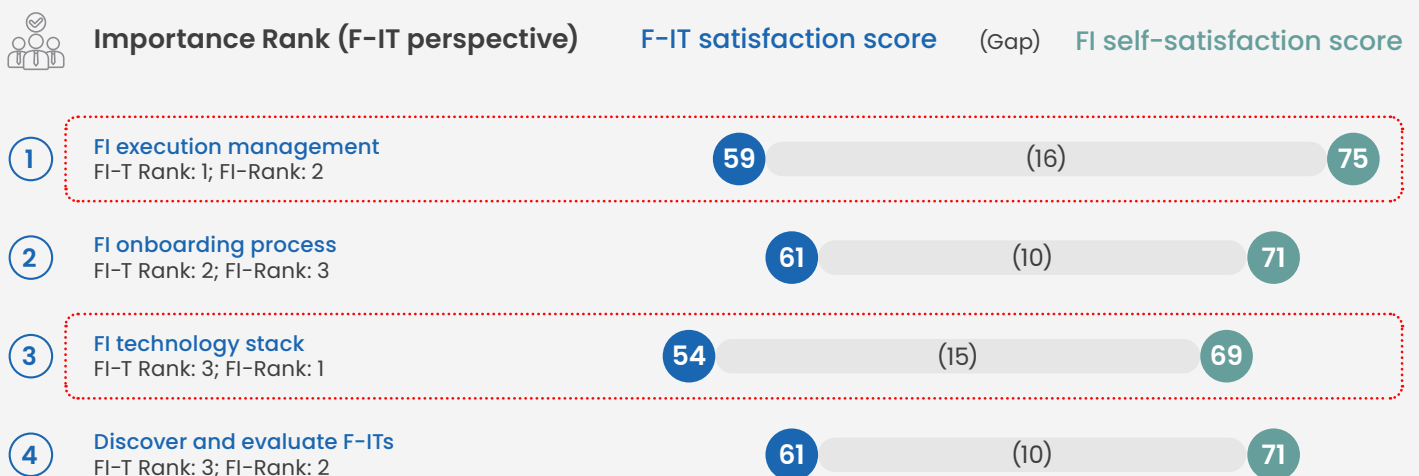 Importance Rank (F-IT perspective) F-IT satisfaction score (Gap) FI self-satisfaction score
1 FI execution management
FI-T Rank: 1; FI-Rank: 2
59 (16) 75
2 FI onboarding process
FI-T Rank: 2; FI-Rank: 3
61 (10) 71
3 FI technology stack
FI-T Rank: 3; FI-Rank: 1
54 (15) 69
4 Discover and evaluate F-ITs
FI-T Rank: 3; FI-Rank: 2
61 (10) 71